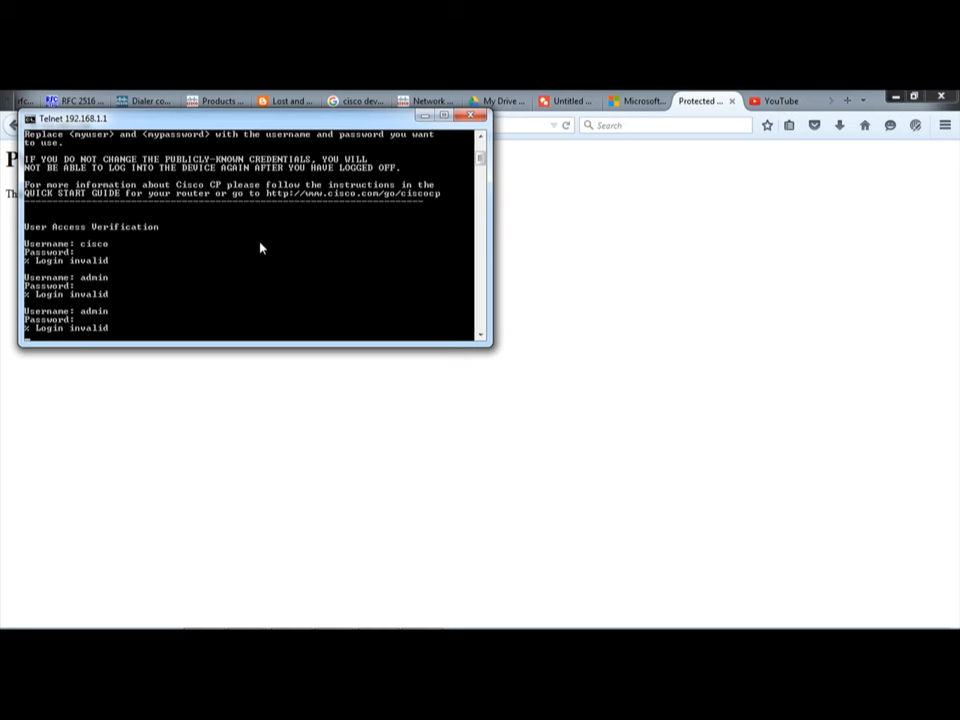 rfc...
RFC 2516 ...
Dialer co...
Products ...
Lost and ...
cisco dev...
Network ...
My Drive ...
Untitled ...
Microsoft...
Protected ...
YouTube
Telnet 192.168.1.1
Search
Replace <myuser> and <mypassword> with the username and password you want
to use.
IF YOU DO NOT CHANGE THE PUBLICLY-KNOWN CREDENTIALS, YOU WILL
NOT BE ABLE TO LOG INTO THE DEVICE AGAIN AFTER YOU HAVE LOGGED OFF.
For more information about Cisco CP please follow the instructions in the
QUICK START GUIDE for your router or go to http://www.cisco.com/go/ciscocp
User Access Verification
Username: cisco
Password:
% Login invalid
Username: admin
Password:
% Login invalid
Username: admin
Password:
% Login invalid